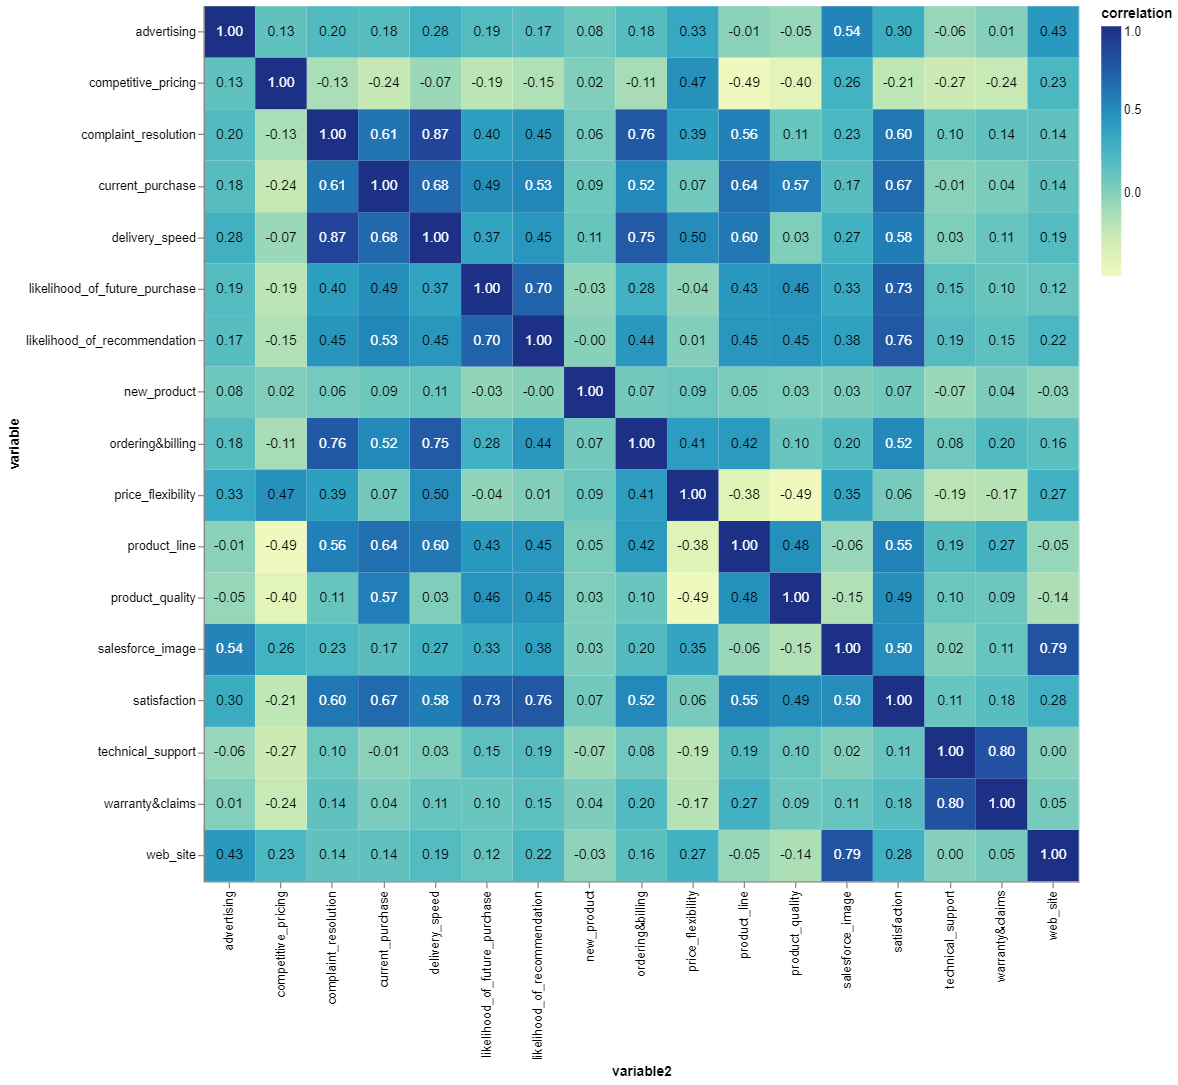 correlation
advertising 1.00 0.13 0.20 0.18 0.28 0.19 0.17 0.08 0.18 0.33 -0.01 -0.05 0.54 0.30 -0.06 0.01 0.43 1.0
competitive_pricing 0.13 1.00 -0.13 -0.24 -0.07 -0.19 -0.15 0.02 -0.11 0.47 -0.49 -0.40 0.26 -0.21 -0.27 -0.24 0.23
0.5
complaint_resolution 0.20 -0.13 1.00 0.61 0.87 0.40 0.45 0.06 0.76 0.39 0.56 0.11 0.23 0.60 0.10 0.14 0.14
current_purchase 0.18 -0.24 0.61 1.00 0.68 0.49 0.53 0.09 0.52 0.07 0.64 0.57 0.17 0.67 -0.01 0.04 0.14
0.0
delivery_speed 0.28 -0.07 0.87 0.68 1.00 0.37 0.45 0.11 0.75 0.50 0.60 0.03 0.27 0.58 0.03 0.11 0.19
likelihood_of_future_purchase 0.19 -0.19 0.40 0.49 0.37 1.00 0.70 -0.03 0.28 -0.04 0.43 0.46 0.33 0.73 0.15 0.10 0.12
likelihood_of_recommendation 0.17 -0.15 0.45 0.53 0.45 0.70 1.00 -0.00 0.44 0.01 0.45 0.45 0.38 0.76 0.19 0.15 0.22
new_product 0.08 0.02 0.06 0.09 0.11 -0.03 -0.00 1.00 0.07 0.09 0.05 0.03 0.03 0.07 -0.07 0.04 -0.03
variable
ordering&billing 0.18 -0.11 0.76 0.52 0.75 0.28 0.44 0.07 1.00 0.41 0.42 0.10 0.20 0.52 0.08 0.20 0.16
price_flexibility 0.33 0.47 0.39 0.07 0.50 -0.04 0.01 0.09 0.41 1.00 -0.38 -0.49 0.35 0.06 -0.19 -0.17 0.27
product_line -0.01 -0.49 0.56 0.64 0.60 0.43 0.45 0.05 0.42 -0.38 1.00 0.48 -0.06 0.55 0.19 0.27 -0.05
product_quality -0.05 -0.40 0.11 0.57 0.03 0.46 0.45 0.03 0.10 -0.49 0.48 1.00 -0.15 0.49 0.10 0.09 -0.14
salesforce_image 0.54 0.26 0.23 0.17 0.27 0.33 0.38 0.03 0.20 0.35 -0.06 -0.15 1.00 0.50 0.02 0.11 0.79
satisfaction 0.30 -0.21 0.60 0.67 0.58 0.73 0.76 0.07 0.52 0.06 0.55 0.49 0.50 1.00 0.11 0.18 0.28
technical_support -0.06 -0.27 0.10 -0.01 0.03 0.15 0.19 -0.07 0.08 -0.19 0.19 0.10 0.02 0.11 1.00 0.80 0.00
warranty&claims 0.01 -0.24 0.14 0.04 0.11 0.10 0.15 0.04 0.20 -0.17 0.27 0.09 0.11 0.18 0.80 1.00 0.05
web_site 0.43 0.23 0.14 0.14 0.19 0.12 0.22 -0.03 0.16 0.27 -0.05 -0.14 0.79 0.28 0.00 0.05 1.00
advertising
competitive_pricing
complaint_resolution
current_purchase
delivery_speed
likelihood_of_future_purchase
likelihood_of_recommendation
new_product
ordering&billing
price_flexibility
product_line
product_quality
salesforce_image
satisfaction
technical_support
warranty&claims
web_site
variable2